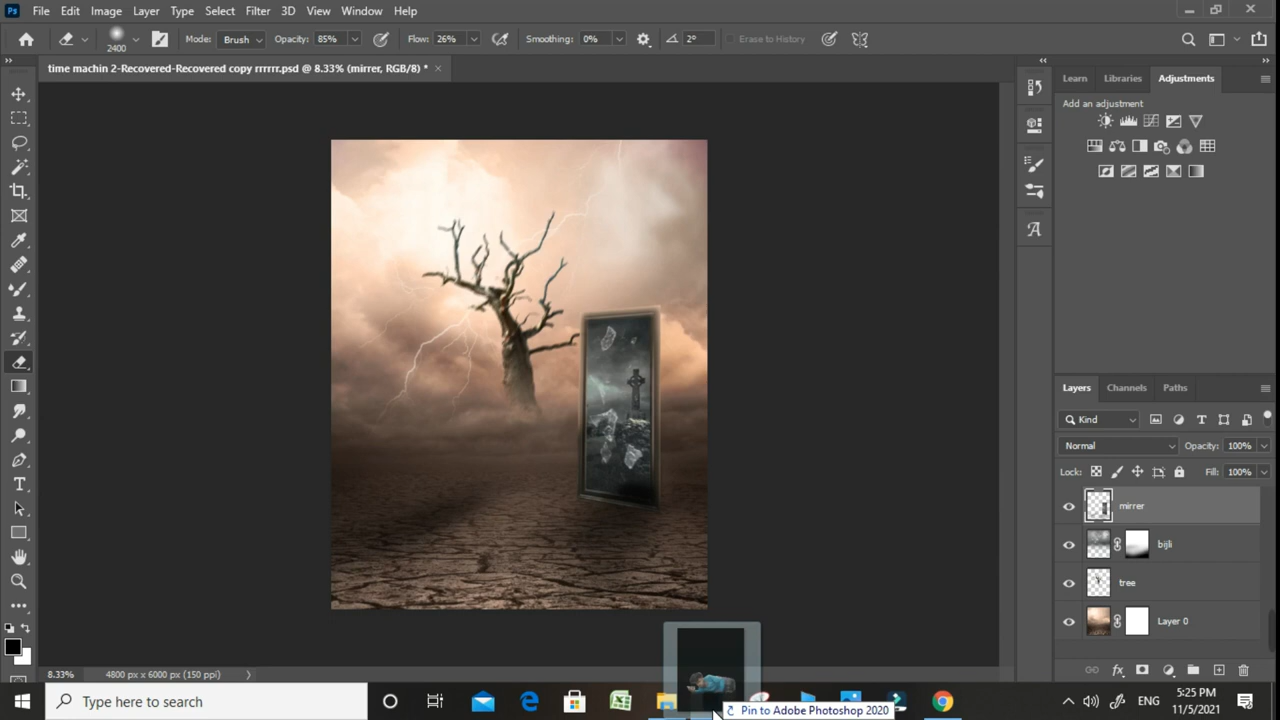 Ps File Edit Image Layer Type Select Filter 3D View Window Help
2400 Mode: Brush Opacity: 85% Flow: 26% Smoothing: 0% 2° Erase to History
time machin 2-Recovered-Recovered copy rrrrrr.psd @ 8.33% (mirrer, RGB/8) *
Learn Libraries Adjustments
Add an adjustment
Layers Channels Paths
Kind
Normal Opacity: 100%
Lock: Fill: 100%
mirrer
bijli
tree
Layer 0
8.33% 4800 px x 6000 px (150 ppi)
Type here to search
Pin to Adobe Photoshop 2020
ENG
5:25 PM
11/5/2021